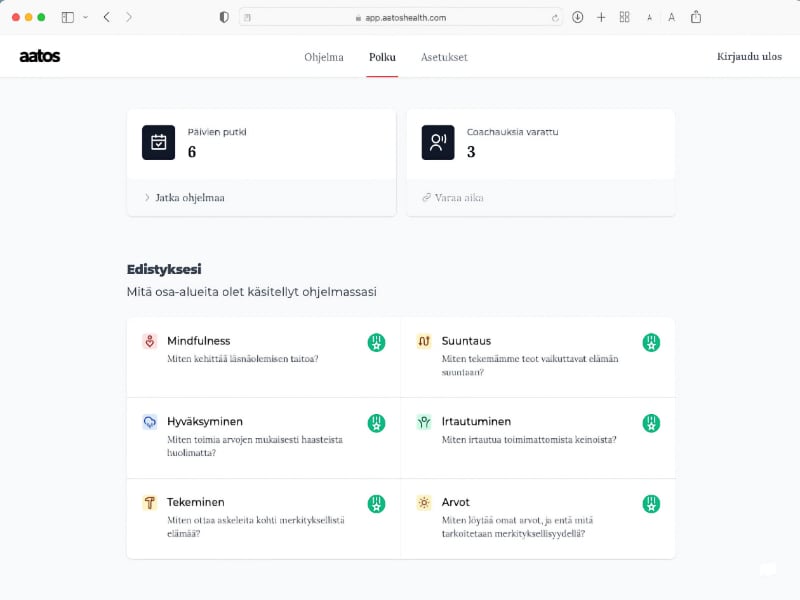 app.aatoshealth.com
A
A
aatos
Ohjelma
Polku
Asetukset
Kirjaudu ulos
Päivien putki
6
Jatka ohjelmaa
Coachauksia varattu
3
Varaa aika
Edistyksesi
Mitä osa-alueita olet käsitellyt ohjelmassasi
Mindfulness
Miten kehittää läsnäolemisen taitoa?
Suuntaus
Miten tekemämme teot vaikuttavat elämän
suuntaan?
Hyväksyminen
Miten toimia arvojen mukaisesti haasteista
huolimatta?
Irtautuminen
Miten irtautua toimimattomista keinoista?
Tekeminen
Miten ottaa askeleita kohti merkityksellistä
elämää?
Arvot
Miten löytää omat arvot, ja entä mitä
tarkoitetaan merkityksellisyydellä?